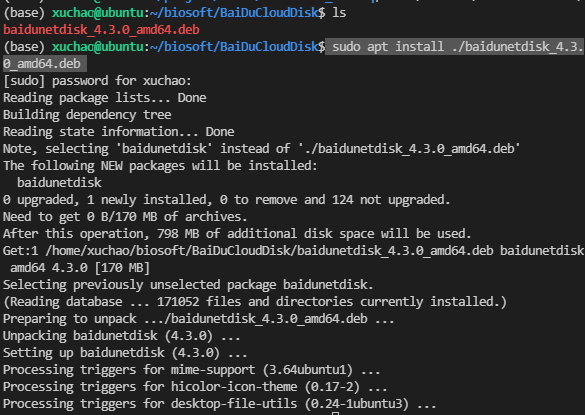 (base) xuchao@ubuntu:~/biosoft/BaiDuCloudDisk$ ls
baidunetdisk_4.3.0_amd64.deb
(base) xuchao@ubuntu:~/biosoft/BaiDuCloudDisk$ sudo apt install ./baidunetdisk_4.3.
0_amd64.deb
[sudo] password for xuchao:
Reading package lists... Done
Building dependency tree
Reading state information... Done
Note, selecting 'baidunetdisk' instead of './baidunetdisk_4.3.0_amd64.deb'
The following NEW packages will be installed:
  baidunetdisk
0 upgraded, 1 newly installed, 0 to remove and 124 not upgraded.
Need to get 0 B/170 MB of archives.
After this operation, 798 MB of additional disk space will be used.
Get:1 /home/xuchao/biosoft/BaiDuCloudDisk/baidunetdisk_4.3.0_amd64.deb baidunetdisk
 amd64 4.3.0 [170 MB]
Selecting previously unselected package baidunetdisk.
(Reading database ... 171052 files and directories currently installed.)
Preparing to unpack .../baidunetdisk_4.3.0_amd64.deb ...
Unpacking baidunetdisk (4.3.0) ...
Setting up baidunetdisk (4.3.0) ...
Processing triggers for mime-support (3.64ubuntu1) ...
Processing triggers for hicolor-icon-theme (0.17-2) ...
Processing triggers for desktop-file-utils (0.24-1ubuntu3) ...